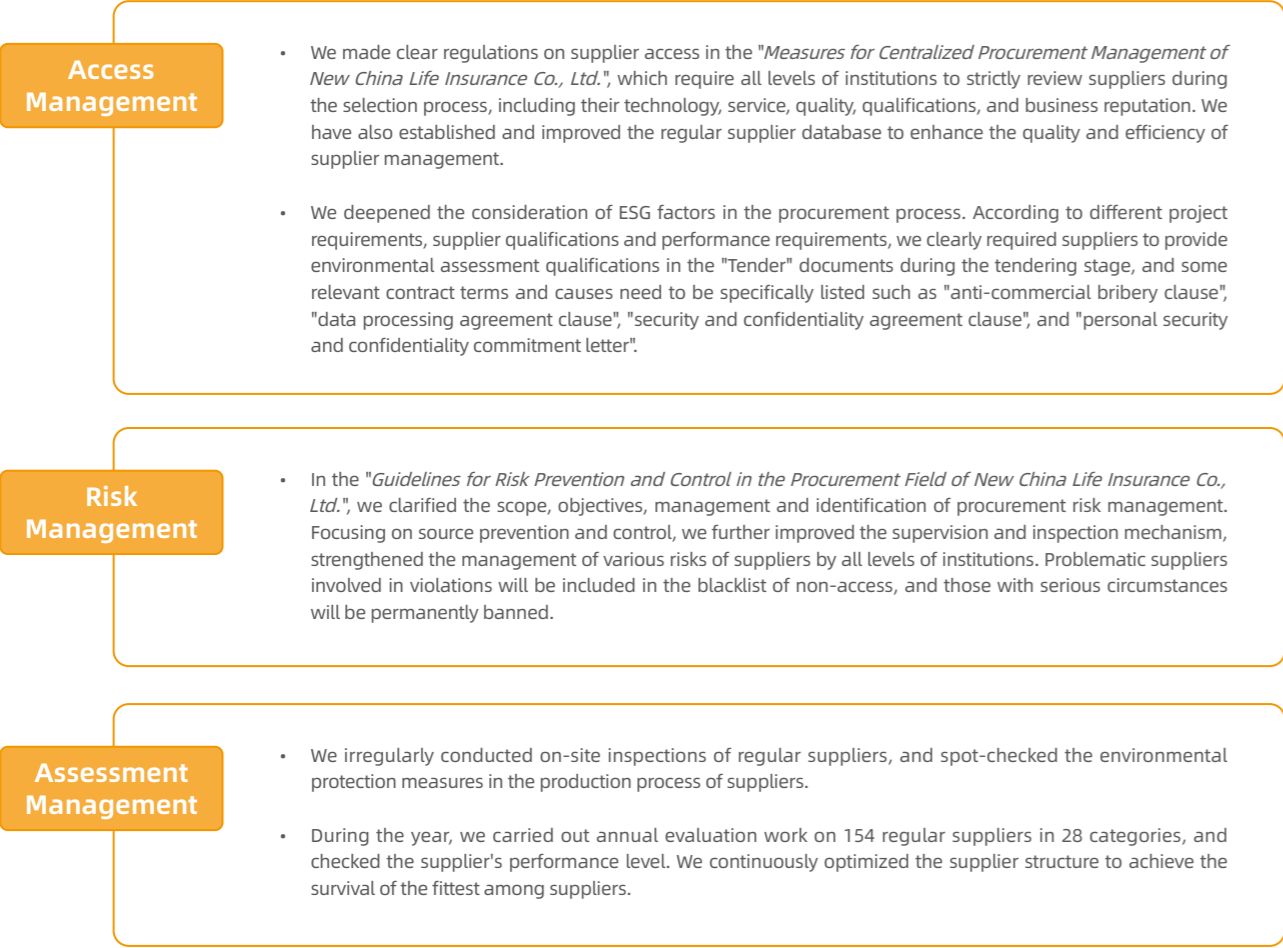 Access
Management
• We made clear regulations on supplier access in the "Measures for Centralized Procurement Management of
New China Life Insurance Co., Ltd.", which require all levels of institutions to strictly review suppliers during
the selection process, including their technology, service, quality, qualifications, and business reputation. We
have also established and improved the regular supplier database to enhance the quality and efficiency of
supplier management.
• We deepened the consideration of ESG factors in the procurement process. According to different project
requirements, supplier qualifications and performance requirements, we clearly required suppliers to provide
environmental assessment qualifications in the "Tender" documents during the tendering stage, and some
relevant contract terms and causes need to be specifically listed such as "anti-commercial bribery clause",
"data processing agreement clause", "security and confidentiality agreement clause", and "personal security
and confidentiality commitment letter".
Risk
Management
• In the "Guidelines for Risk Prevention and Control in the Procurement Field of New China Life Insurance Co.,
Ltd.", we clarified the scope, objectives, management and identification of procurement risk management.
Focusing on source prevention and control, we further improved the supervision and inspection mechanism,
strengthened the management of various risks of suppliers by all levels of institutions. Problematic suppliers
involved in violations will be included in the blacklist of non-access, and those with serious circumstances
will be permanently banned.
Assessment
Management
• We irregularly conducted on-site inspections of regular suppliers, and spot-checked the environmental
protection measures in the production process of suppliers.
• During the year, we carried out annual evaluation work on 154 regular suppliers in 28 categories, and
checked the supplier's performance level. We continuously optimized the supplier structure to achieve the
survival of the fittest among suppliers.